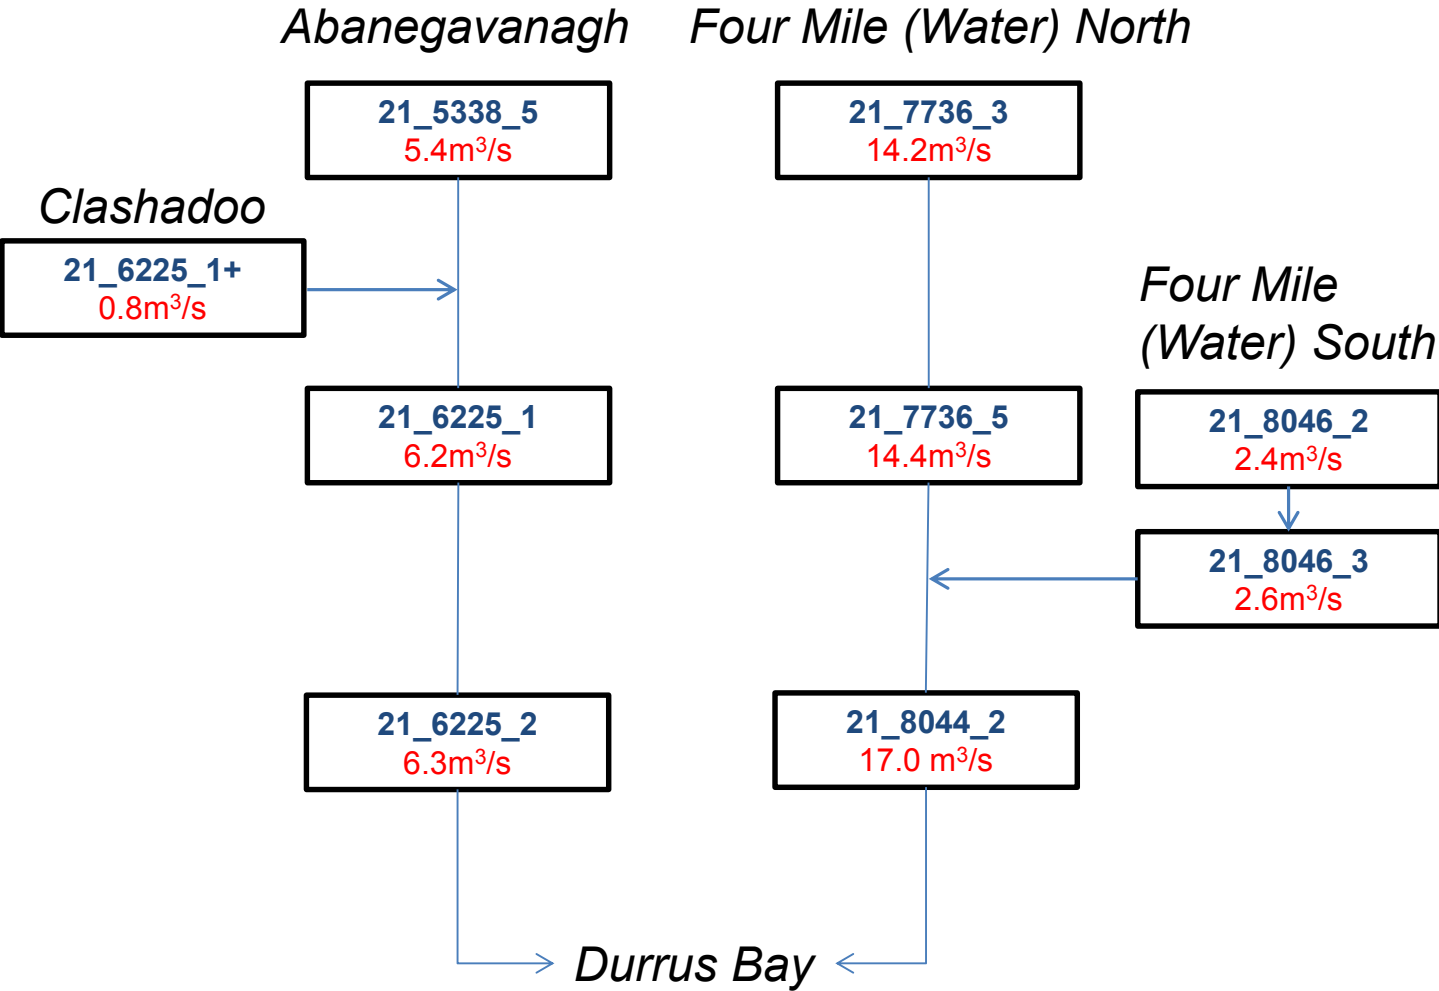 Abanegavanagh
Four Mile (Water) North
21_5338_5
5.4m³/s
21_7736_3
14.2m³/s
Clashadoo
21_6225_1+
0.8m³/s
Four Mile
(Water) South
21_6225_1
6.2m³/s
21_7736_5
14.4m³/s
21_8046_2
2.4m³/s
21_8046_3
2.6m³/s
21_6225_2
6.3m³/s
21_8044_2
17.0 m³/s
Durrus Bay